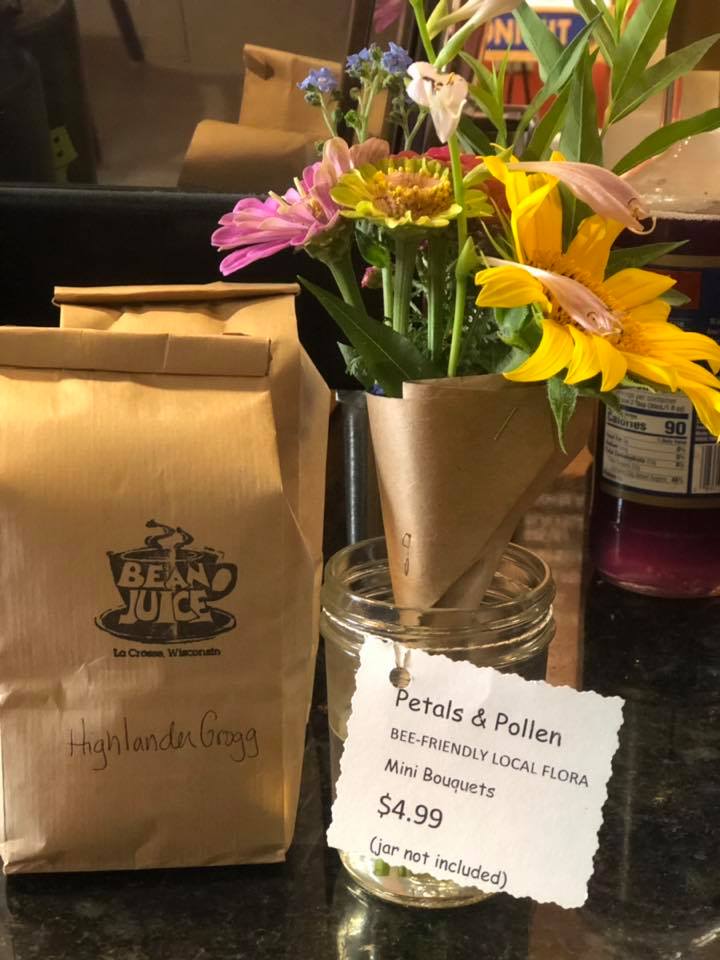 BEAN
JUICE
La Crosse, Wisconsin
Highlander Grogg
Petals & Pollen
BEE-FRIENDLY LOCAL FLORA
Mini Bouquets
$4.99
(jar not included)
Calories 90